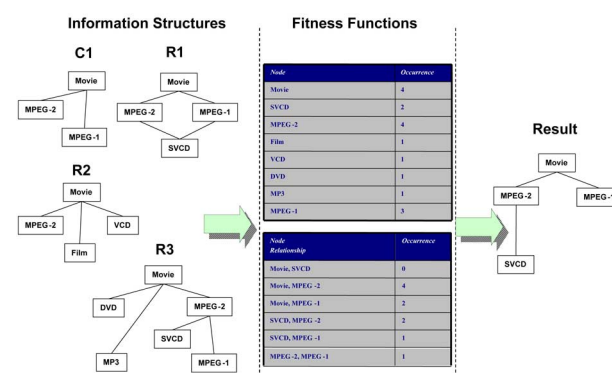 Information Structures
Fitness Functions
C1
R1
Movie
MPEG-2
MPEG-1
Movie
MPEG-2
MPEG-1
SVCD
R2
Movie
MPEG-2
VCD
Film
R3
Movie
DVD
MPEG-2
SVCD
MP3
MPEG-1
Node Occurrence
Movie 4
SVCD 2
MPEG-2 4
Film 1
VCD 1
DVD 1
MP3 1
MPEG-1 3
Node Relationship Occurrence
Movie, SVCD 0
Movie, MPEG-2 4
Movie, MPEG-1 2
SVCD, MPEG-2 2
SVCD, MPEG-1 1
MPEG-2, MPEG-1 1
Result
Movie
MPEG-2
MPEG-
SVCD